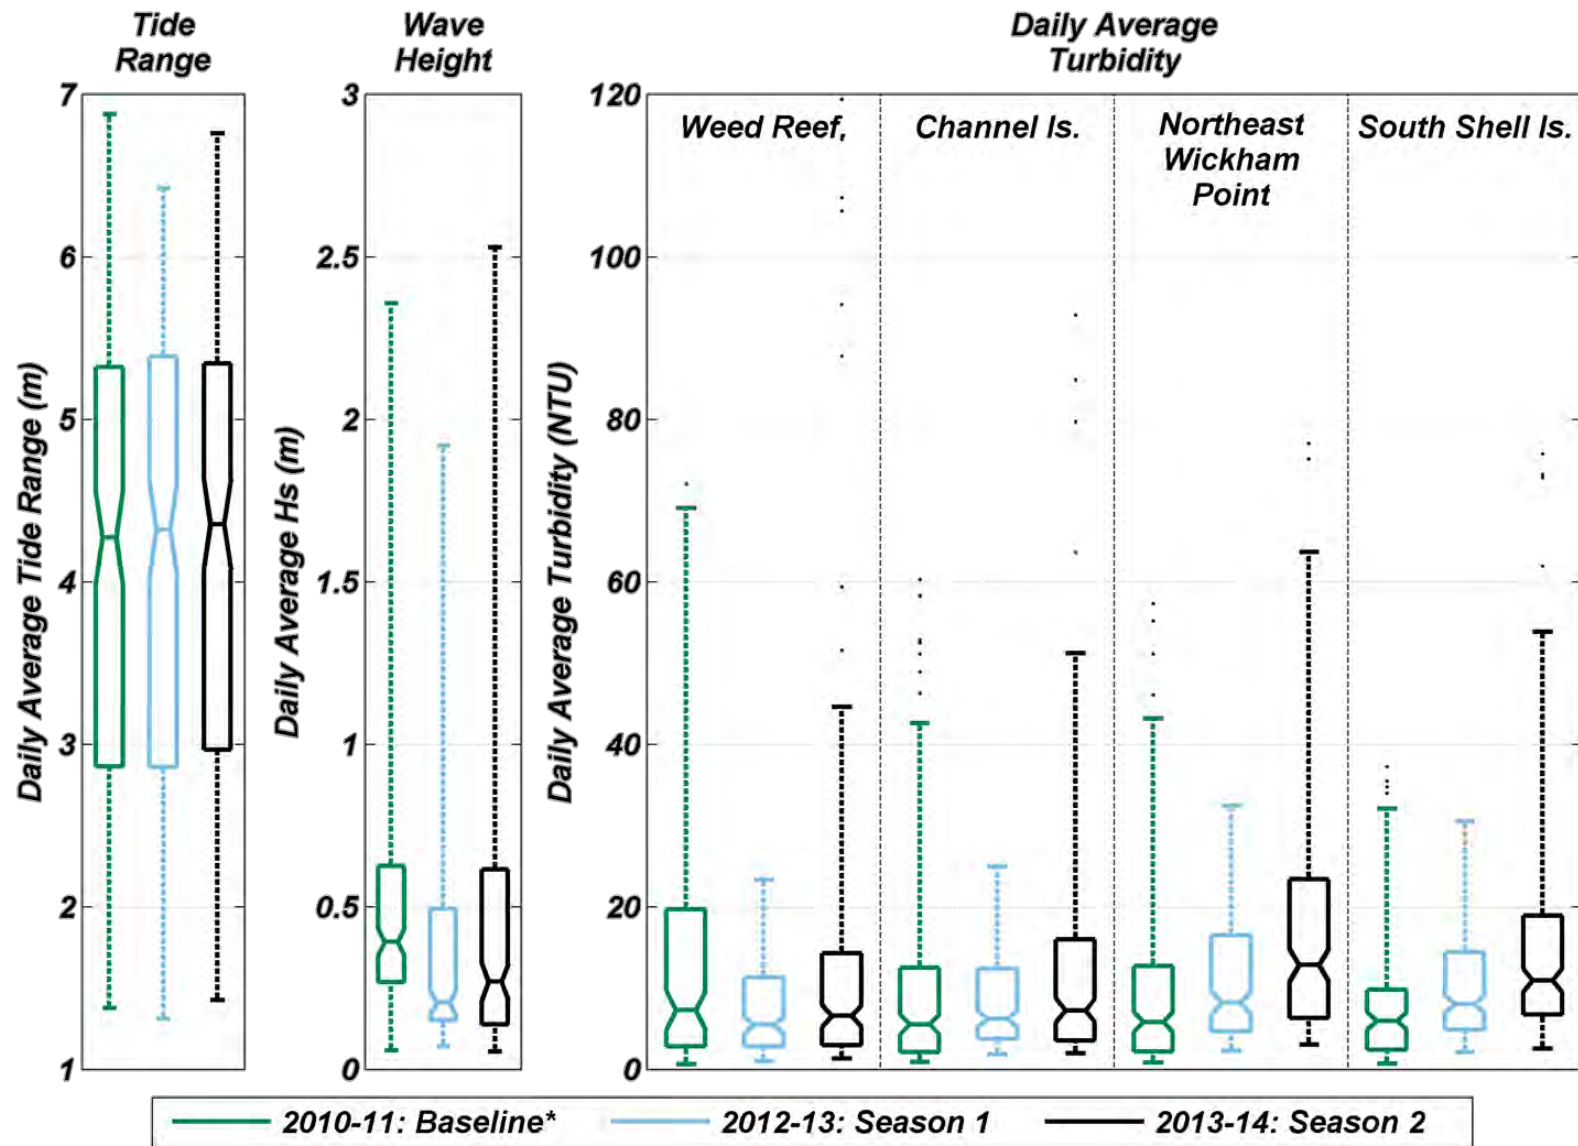 Tide
Range
Wave
Height
Daily Average
Turbidity
Daily Average Tide Range (m)
7
6
5
4
3
2
1
Daily Average Hs (m)
3
2.5
2
1.5
1
0.5
0
Daily Average Turbidity (NTU)
120
100
80
60
40
20
0
Weed Reef
Channel Is.
Northeast
Wickham
Point
South Shell Is.
2010-11: Baseline*
2012-13: Season 1
2013-14: Season 2